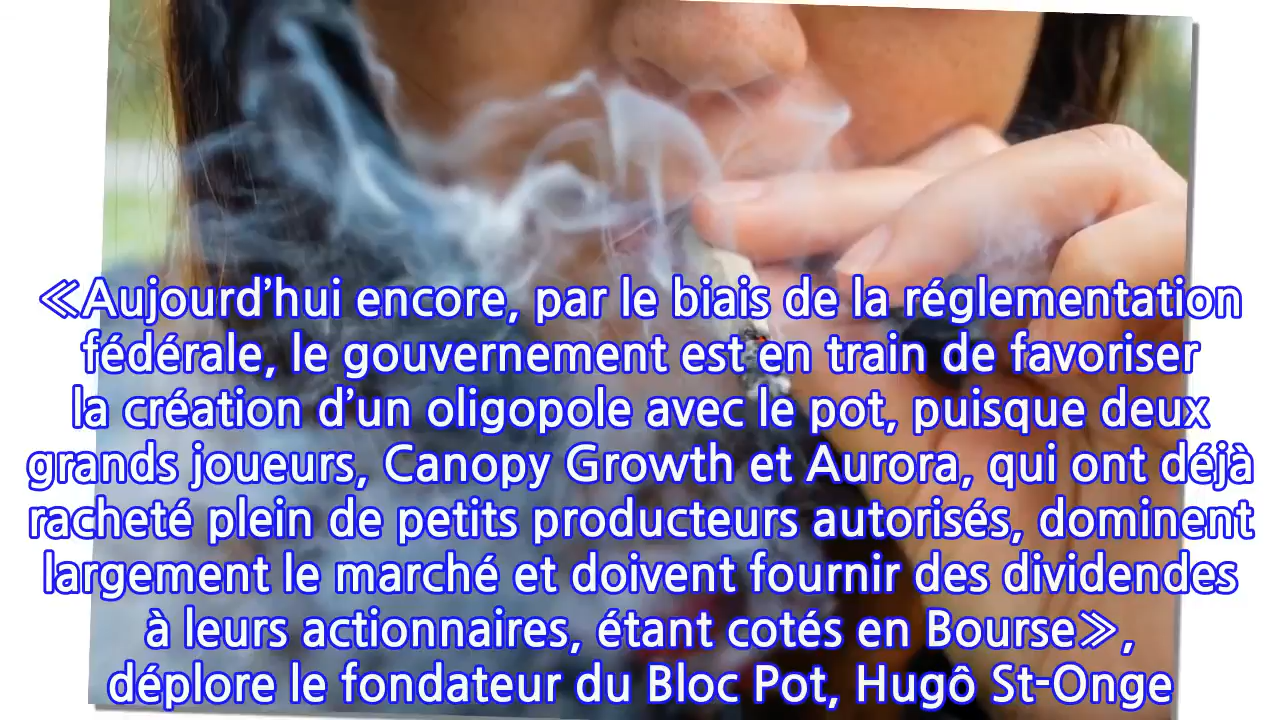 ≪Aujourd’hui encore, par le biais de la réglementation
fédérale, le gouvernement est en train de favoriser
la création d’un oligopole avec le pot, puisque deux
grands joueurs, Canopy Growth et Aurora, qui ont déjà
racheté plein de petits producteurs autorisés, dominent
largement le marché et doivent fournir des dividendes
à leurs actionnaires, étant cotés en Bourse≫,
déplore le fondateur du Bloc Pot, Hugô St-Onge